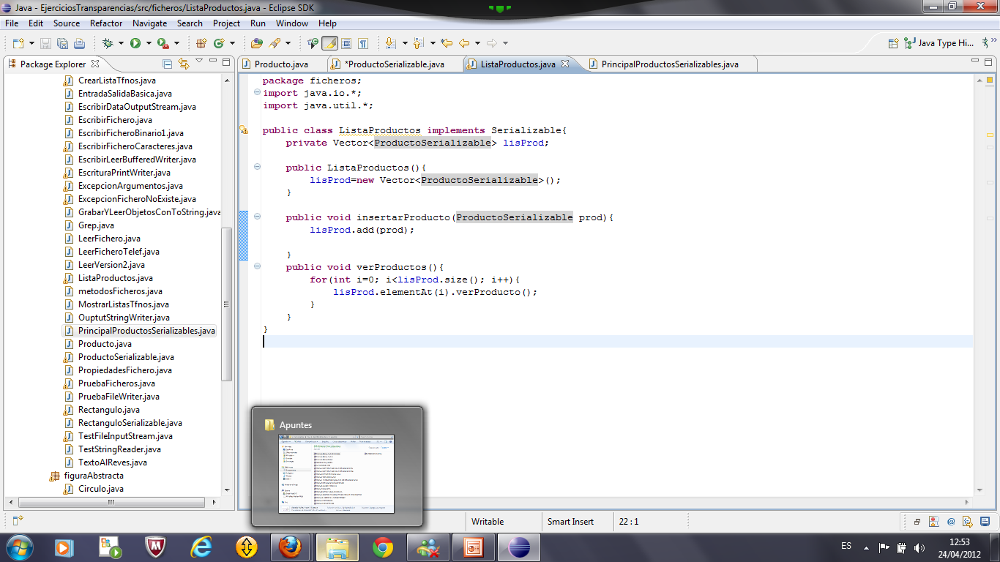 Java - EjerciciosTransparencias/src/ficheros/ListaProductos.java - Eclipse SDK
File Edit Source Refactor Navigate Search Project Run Window Help
Java Type Hi...
Package Explorer
CrearListaTfnos.java
EntradaSalidaBasica.java
EscribirDataOutputStream.java
EscribirFichero.java
EscribirFicheroBinario1.java
EscribirFicheroCaracteres.java
EscribirLeerBufferedWriter.java
EscrituraPrintWriter.java
ExcepcionArgumentos.java
ExcepcionFicheroNoExiste.java
GrabarYLeerObjetosConToString.java
Grep.java
LeerFichero.java
LeerFicheroTelef.java
LeerVersion2.java
ListaProductos.java
metodosFicheros.java
MostrarListasTfnos.java
OuptutStringWriter.java
PrincipalProductosSerializables.java
Producto.java
ProductoSerializable.java
PropiedadesFichero.java
PruebaFicheros.java
PruebaFileWriter.java
Rectangulo.java
RectanguloSerializable.java
TestFileInputStream.java
TestStringReader.java
TextoAlReves.java
figuraAbstracta
Circulo.java
Producto.java *ProductoSerializable.java ListaProductos.java PrincipalProductosSerializables.java
package ficheros;
import java.io.*;
import java.util.*;
public class ListaProductos implements Serializable{
private Vector<ProductoSerializable> lisProd;
public ListaProductos(){
lisProd=new Vector<ProductoSerializable>();
}
public void insertarProducto(ProductoSerializable prod){
lisProd.add(prod);
}
public void verProductos(){
for(int i=0; i<lisProd.size(); i++){
lisProd.elementAt(i).verProducto();
}
}
}
Apuntes
Writable Smart Insert 22 : 1
ES
12:53
24/04/2012